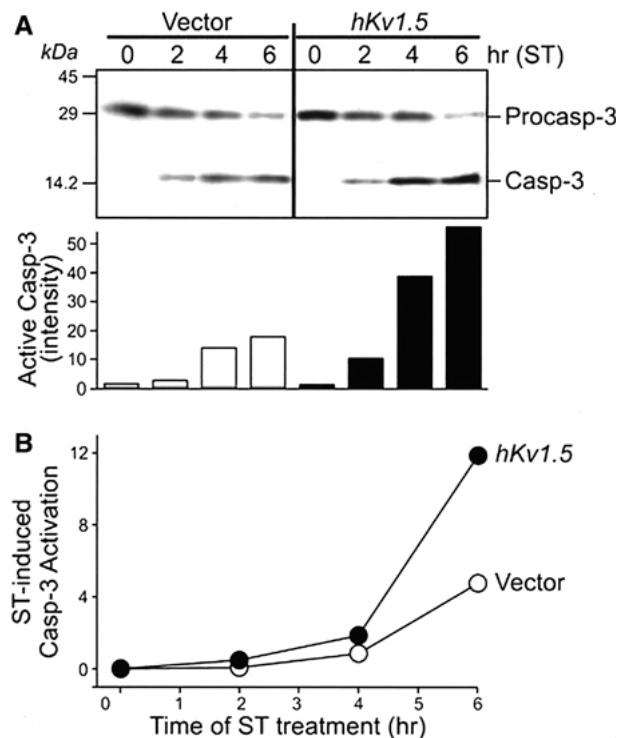 A
Vector hKv1.5
kDa 0 2 4 6 0 2 4 6 hr (ST)
45
29 Procasp-3
14.2 Casp-3
Active Casp-3
(intensity)
50
40
30
20
10
0
B
ST-induced
Casp-3 Activation
12
8
4
0
hKv1.5
Vector
0 1 2 3 4 5 6
Time of ST treatment (hr)